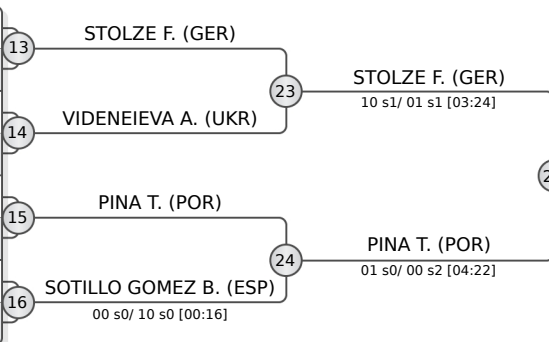 STOLZE F. (GER)
13
23
STOLZE F. (GER)
10 s1/ 01 s1 [03:24]
VIDENEIEVA A. (UKR)
14
PINA T. (POR)
15
24
PINA T. (POR)
01 s0/ 00 s2 [04:22]
SOTILLO GOMEZ B. (ESP)
16
00 s0/ 10 s0 [00:16]